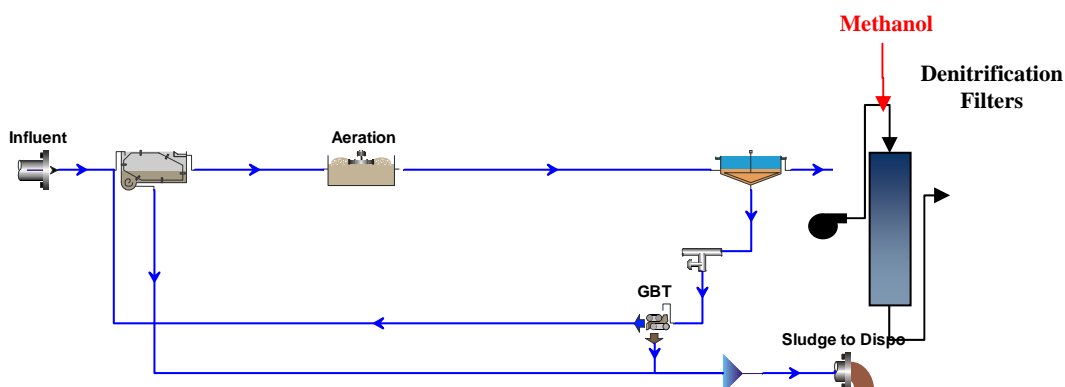 Methanol
Denitrification
Filters
Influent
Aeration
GBT
Sludge to Dispo